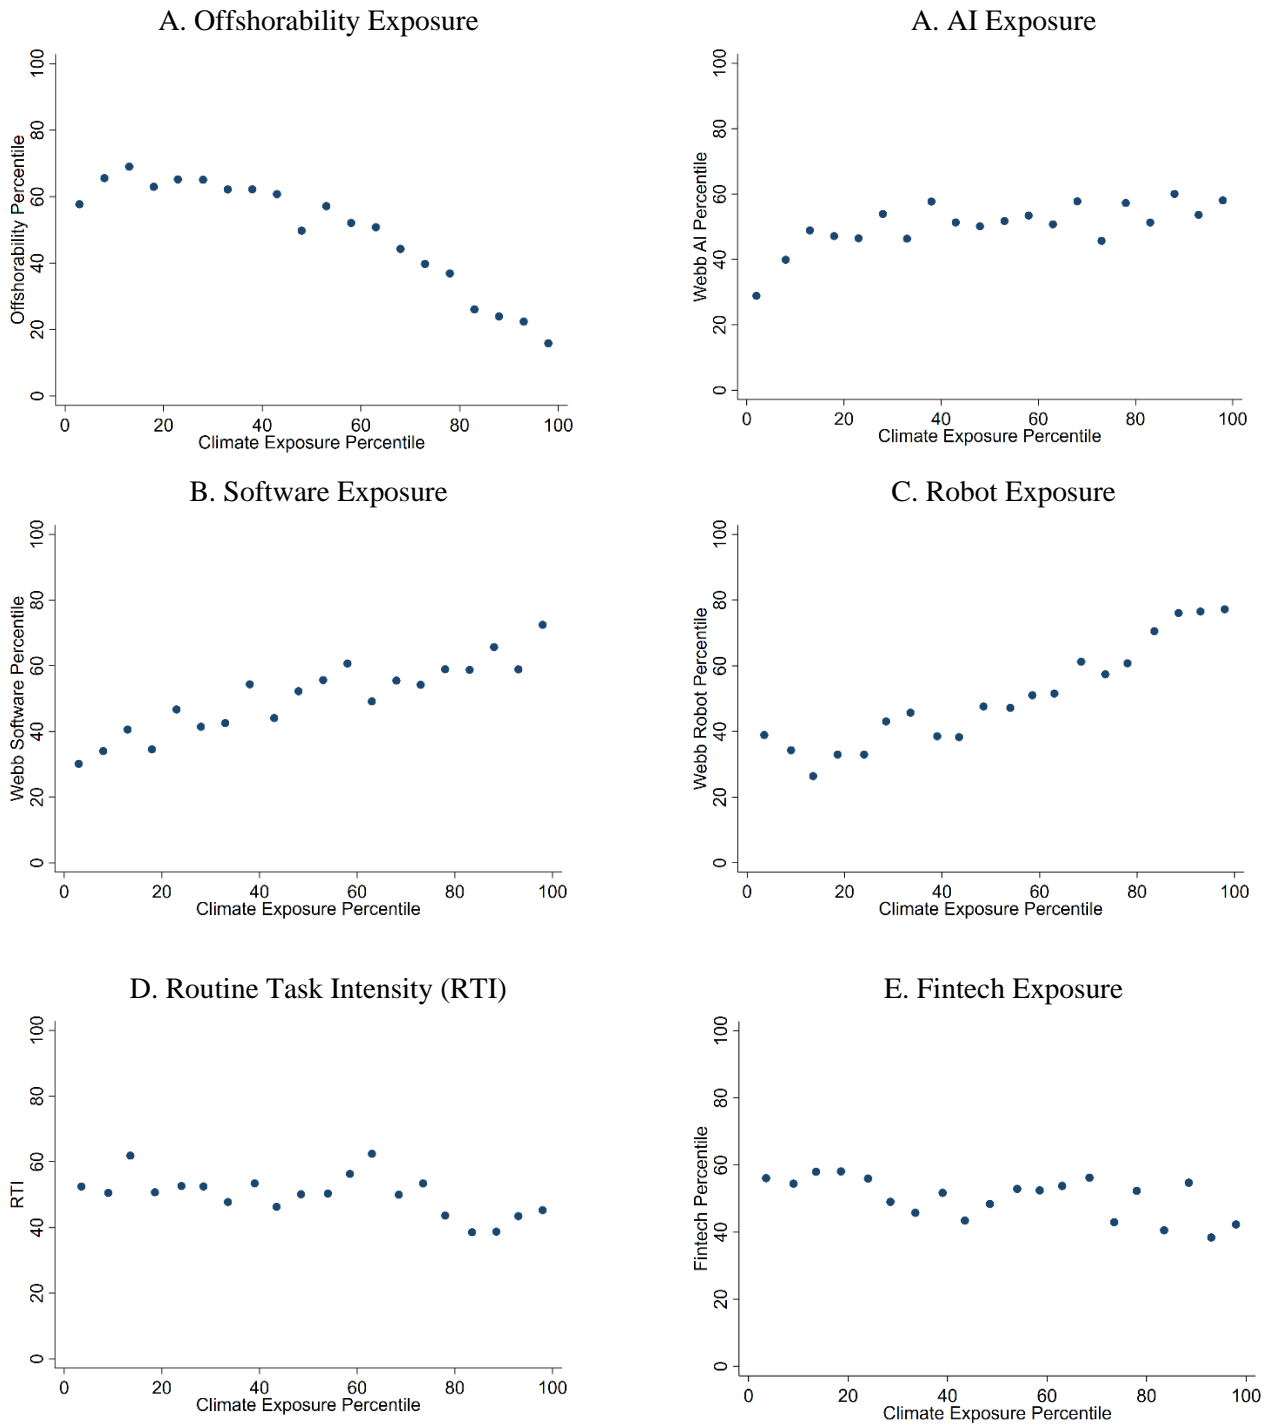 A. Offshorability Exposure
Offshorability Percentile
100
80
60
40
20
0
0 20 40 60 80 100
Climate Exposure Percentile
A. AI Exposure
Webb AI Percentile
100
80
60
40
20
0
0 20 40 60 80 100
Climate Exposure Percentile
B. Software Exposure
Webb Software Percentile
100
80
60
40
20
0
0 20 40 60 80 100
Climate Exposure Percentile
C. Robot Exposure
Webb Robot Percentile
100
80
60
40
20
0
0 20 40 60 80 100
Climate Exposure Percentile
D. Routine Task Intensity (RTI)
RTI
100
80
60
40
20
0
0 20 40 60 80 100
Climate Exposure Percentile
E. Fintech Exposure
Fintech Percentile
100
80
60
40
20
0
0 20 40 60 80 100
Climate Exposure Percentile